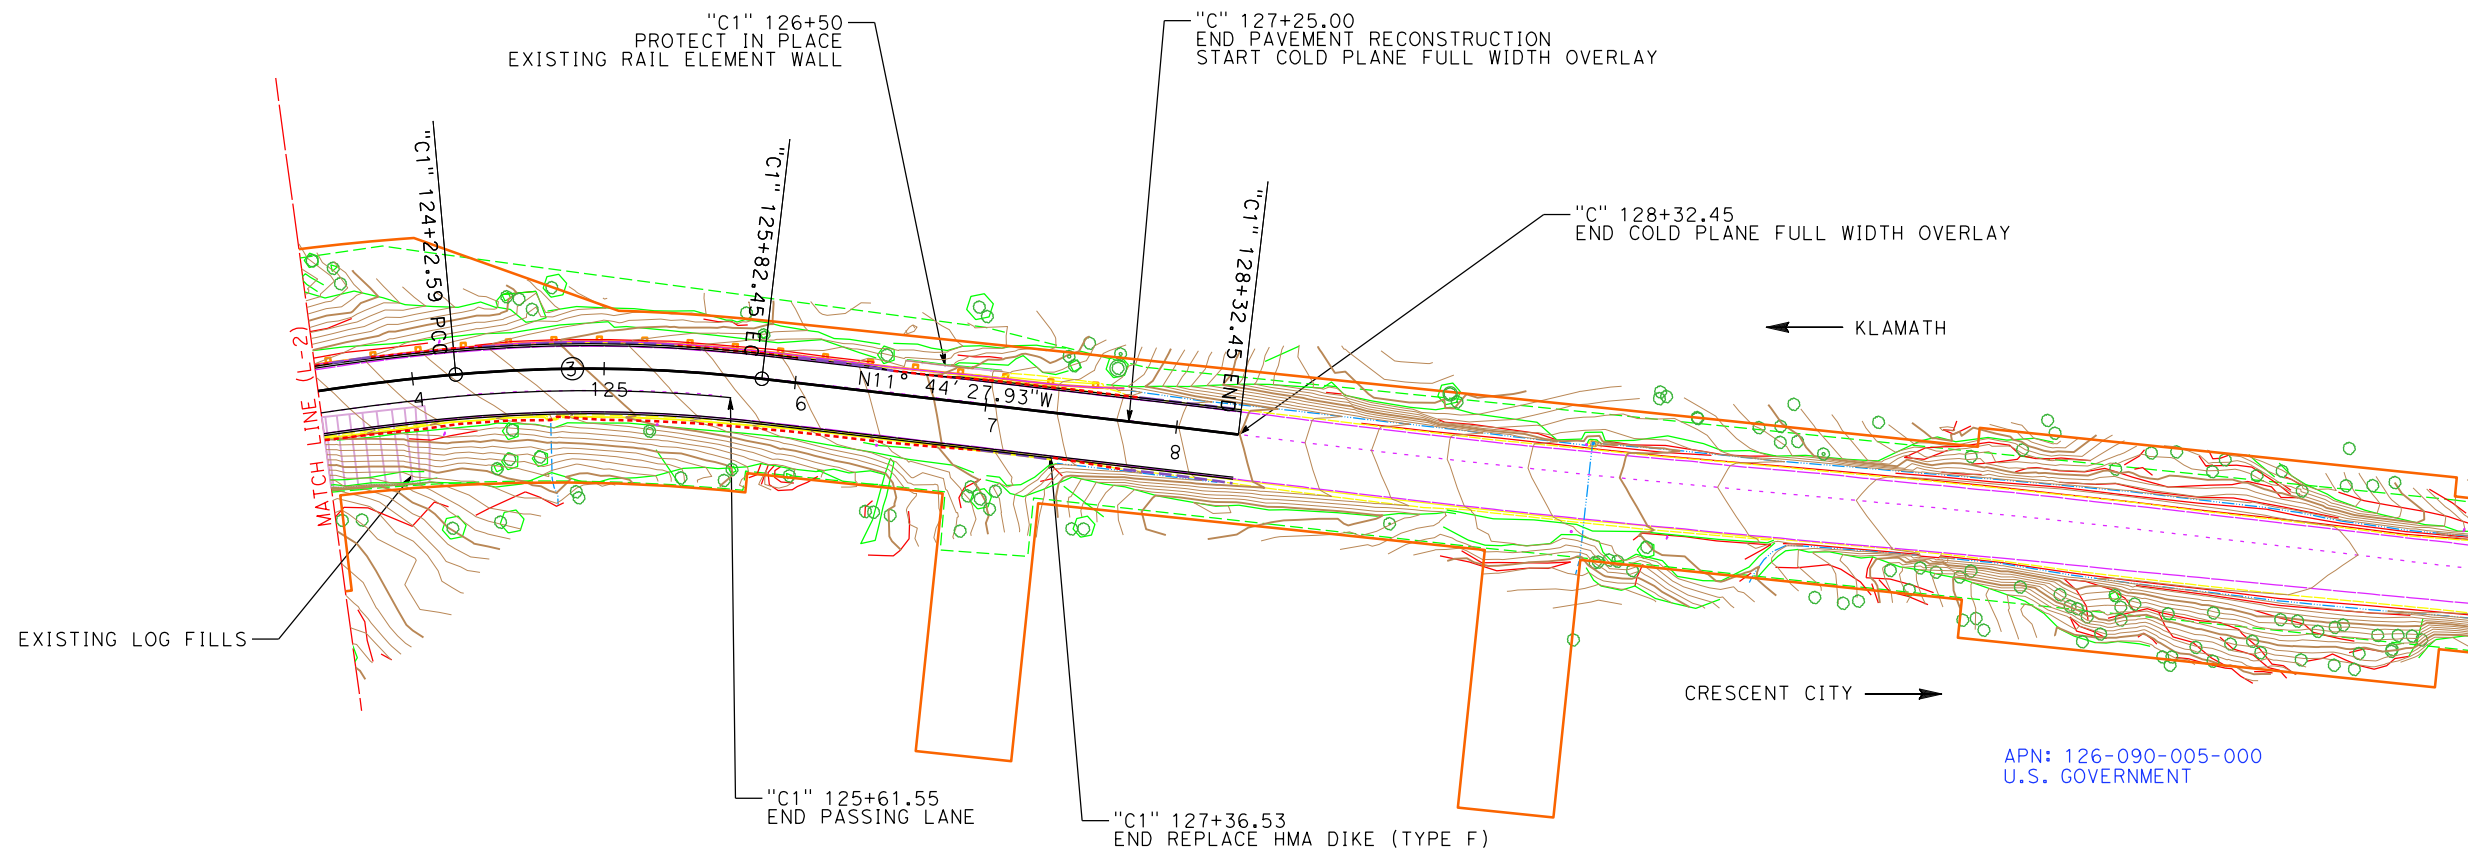 "C1" 126+50
PROTECT IN PLACE
EXISTING RAIL ELEMENT WALL
"C" 127+25.00
END PAVEMENT RECONSTRUCTION
START COLD PLANE FULL WIDTH OVERLAY
"C1" 124+22.59 PCC
"C1" 125+82.45 EC
"C1" 128+32.45 END
"C" 128+32.45
END COLD PLANE FULL WIDTH OVERLAY
KLAMATH
MATCH LINE (L-2)
3
4
125
6
N11° 44' 27.93"W
7
8
EXISTING LOG FILLS
CRESCENT CITY
APN: 126-090-005-000
U.S. GOVERNMENT
"C1" 125+61.55
END PASSING LANE
"C1" 127+36.53
END REPLACE HMA DIKE (TYPE F)